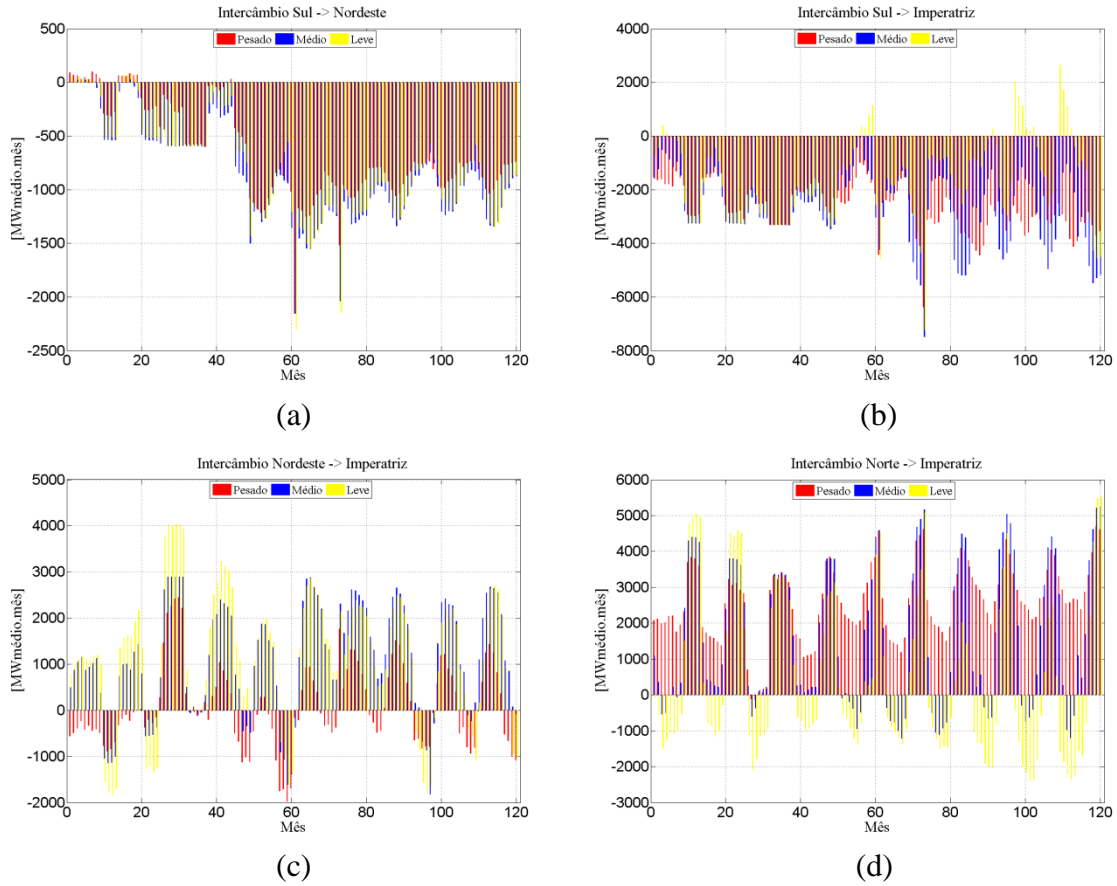 Intercâmbio Sul -> Nordeste
Pesado Médio Leve
[MWmédio.mês]
500
0
-500
-1000
-1500
-2000
-2500
0 20 40 60 80 100 120
Mês
(a)
Intercâmbio Sul -> Imperatriz
Pesado Médio Leve
[MWmédio.mês]
4000
2000
0
-2000
-4000
-6000
-8000
0 20 40 60 80 100 120
Mês
(b)
Intercâmbio Nordeste -> Imperatriz
Pesado Médio Leve
[MWmédio.mês]
5000
4000
3000
2000
1000
0
-1000
-2000
0 20 40 60 80 100 120
Mês
(c)
Intercâmbio Norte -> Imperatriz
Pesado Médio Leve
[MWmédio.mês]
6000
5000
4000
3000
2000
1000
0
-1000
-2000
-3000
0 20 40 60 80 100 120
Mês
(d)